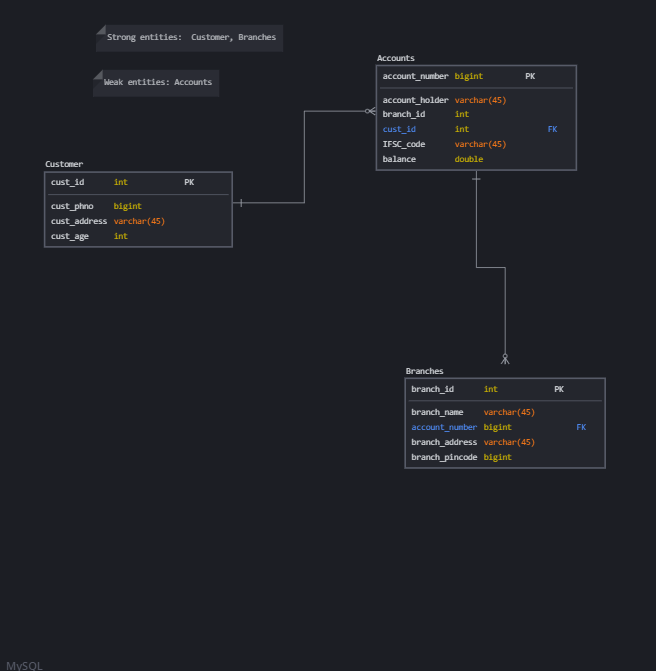 Strong entities: Customer, Branches
Weak entities: Accounts
Accounts
account_number bigint PK
account_holder varchar(45)
branch_id int
cust_id int FK
IFSC_code varchar(45)
balance double
Customer
cust_id int PK
cust_phno bigint
cust_address varchar(45)
cust_age int
Branches
branch_id int PK
branch_name varchar(45)
account_number bigint FK
branch_address varchar(45)
branch_pincode bigint
MySQL